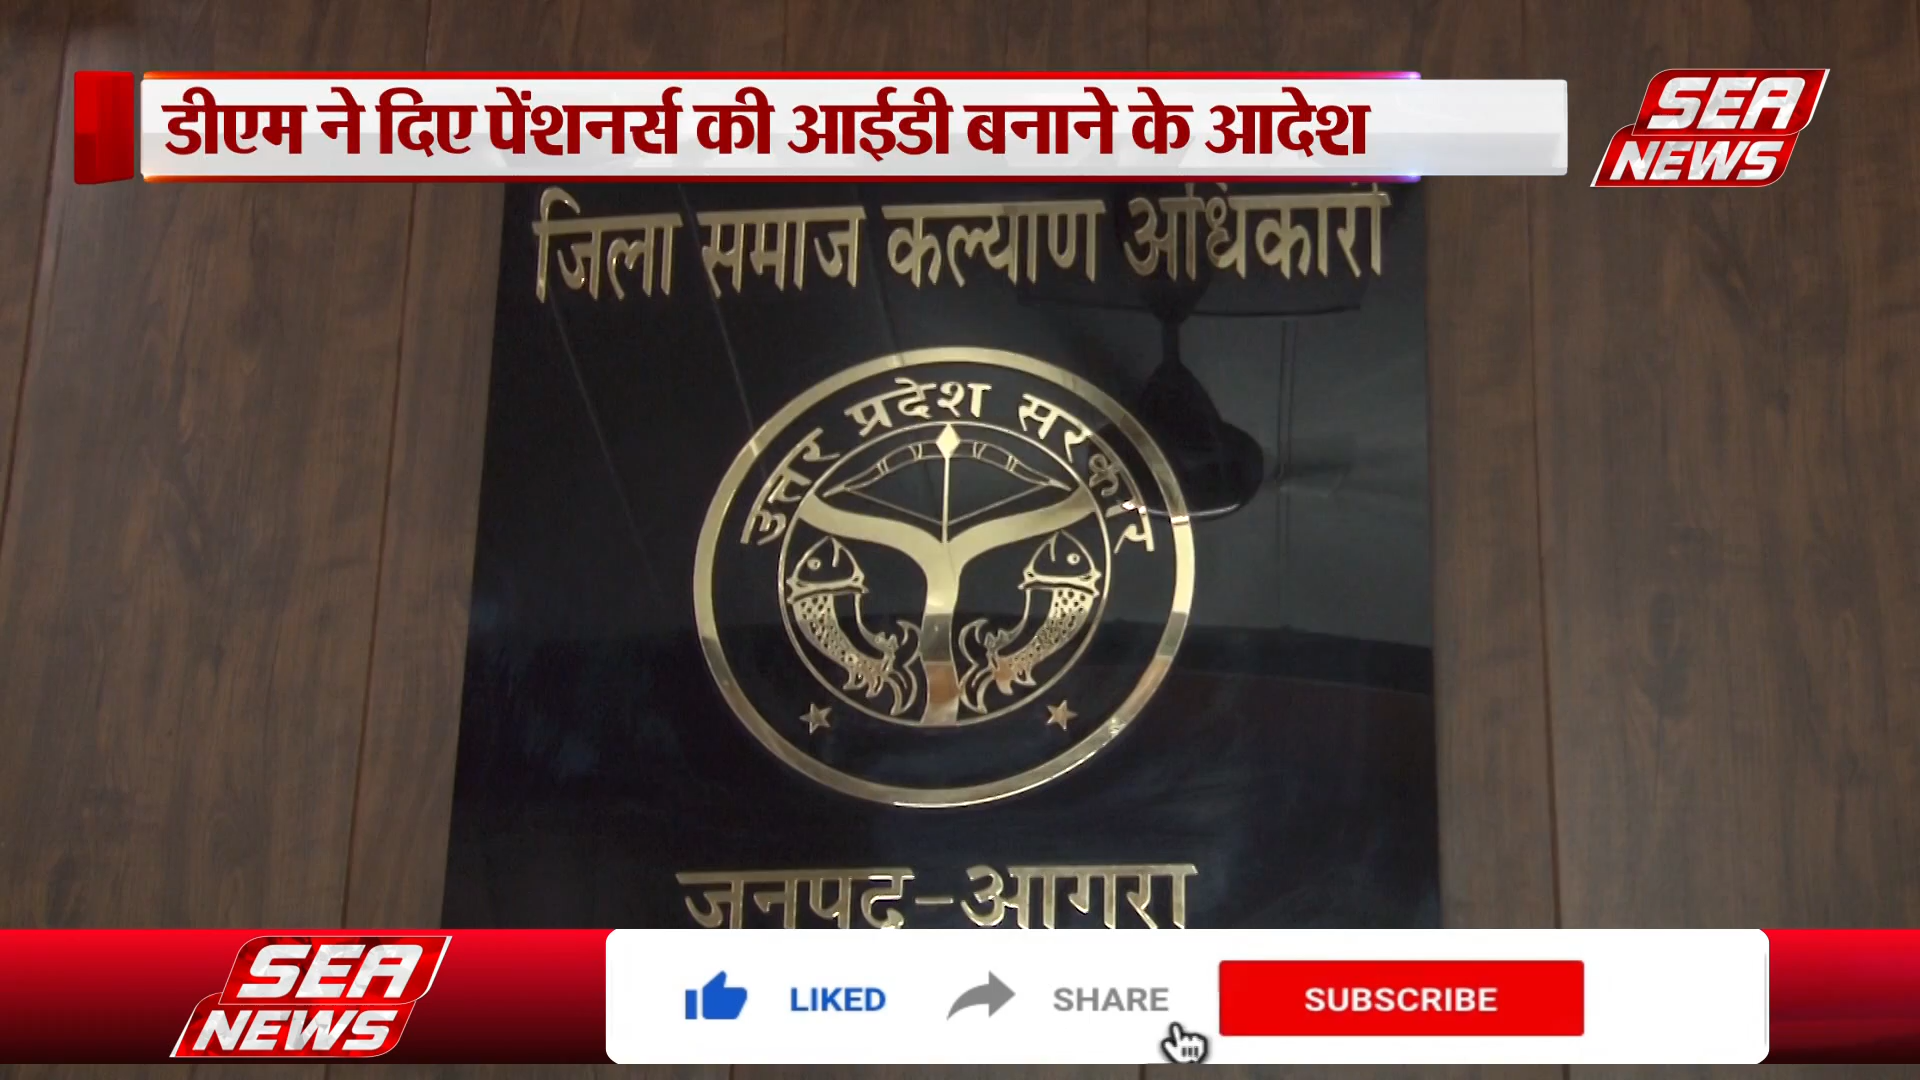 डीएम ने दिए पेंशनर्स की आईडी बनाने के आदेश
SEA
NEWS
जिला समाज कल्याण अधिकारी
उत्तर प्रदेश सरकार
जनपद-आगरा
SEA
NEWS
LIKED
SHARE
SUBSCRIBE